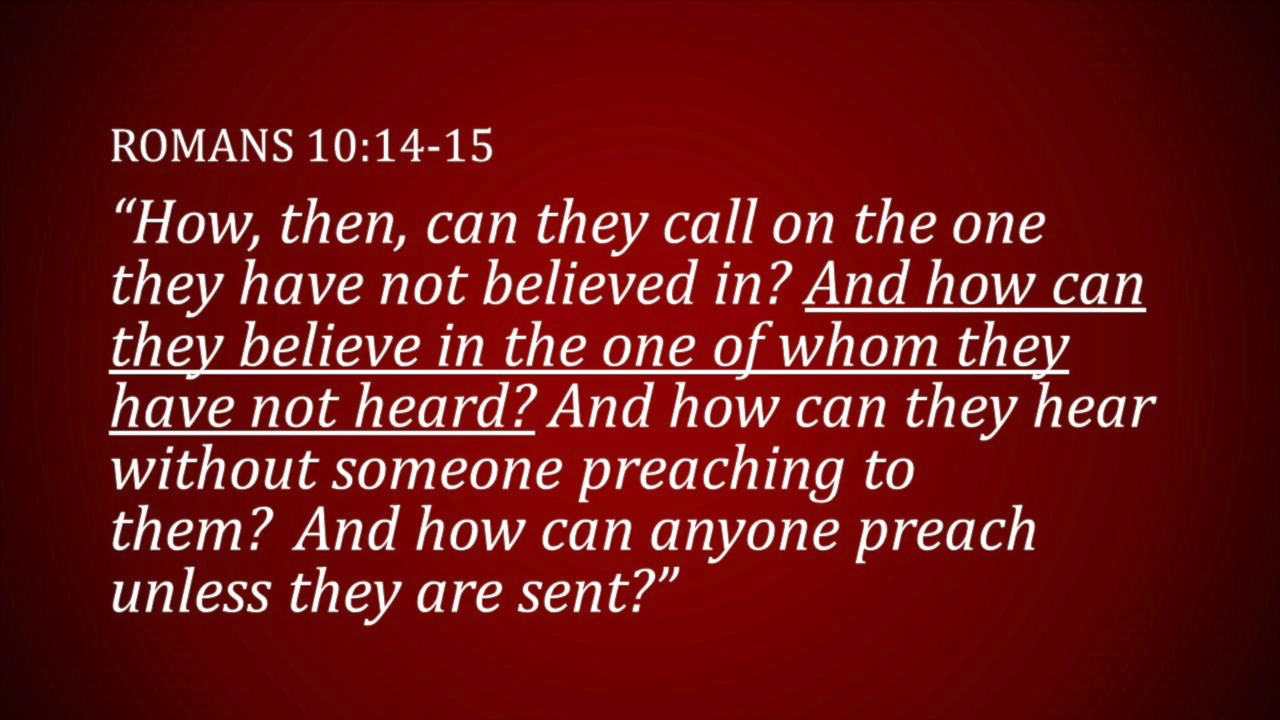 ROMANS 10:14-15
“How, then, can they call on the one
they have not believed in? And how can
they believe in the one of whom they
have not heard? And how can they hear
without someone preaching to
them?  And how can anyone preach
unless they are sent?”